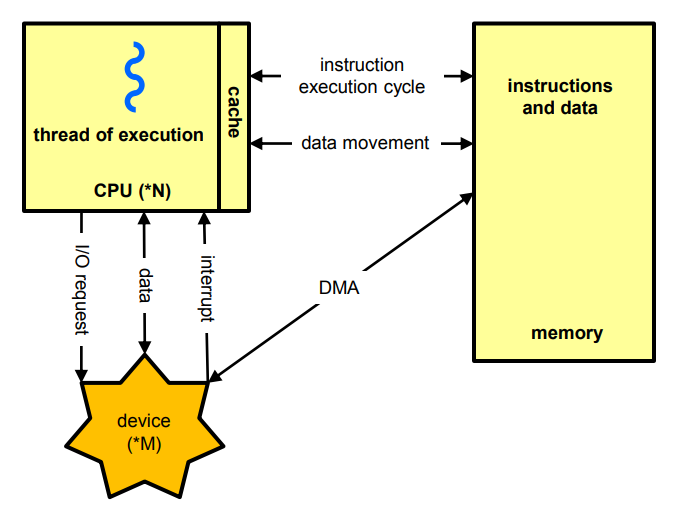 instruction
execution cycle
instructions
and data
cache
thread of execution
data movement
CPU (*N)
I/O request
data
interrupt
DMA
memory
device
(*M)